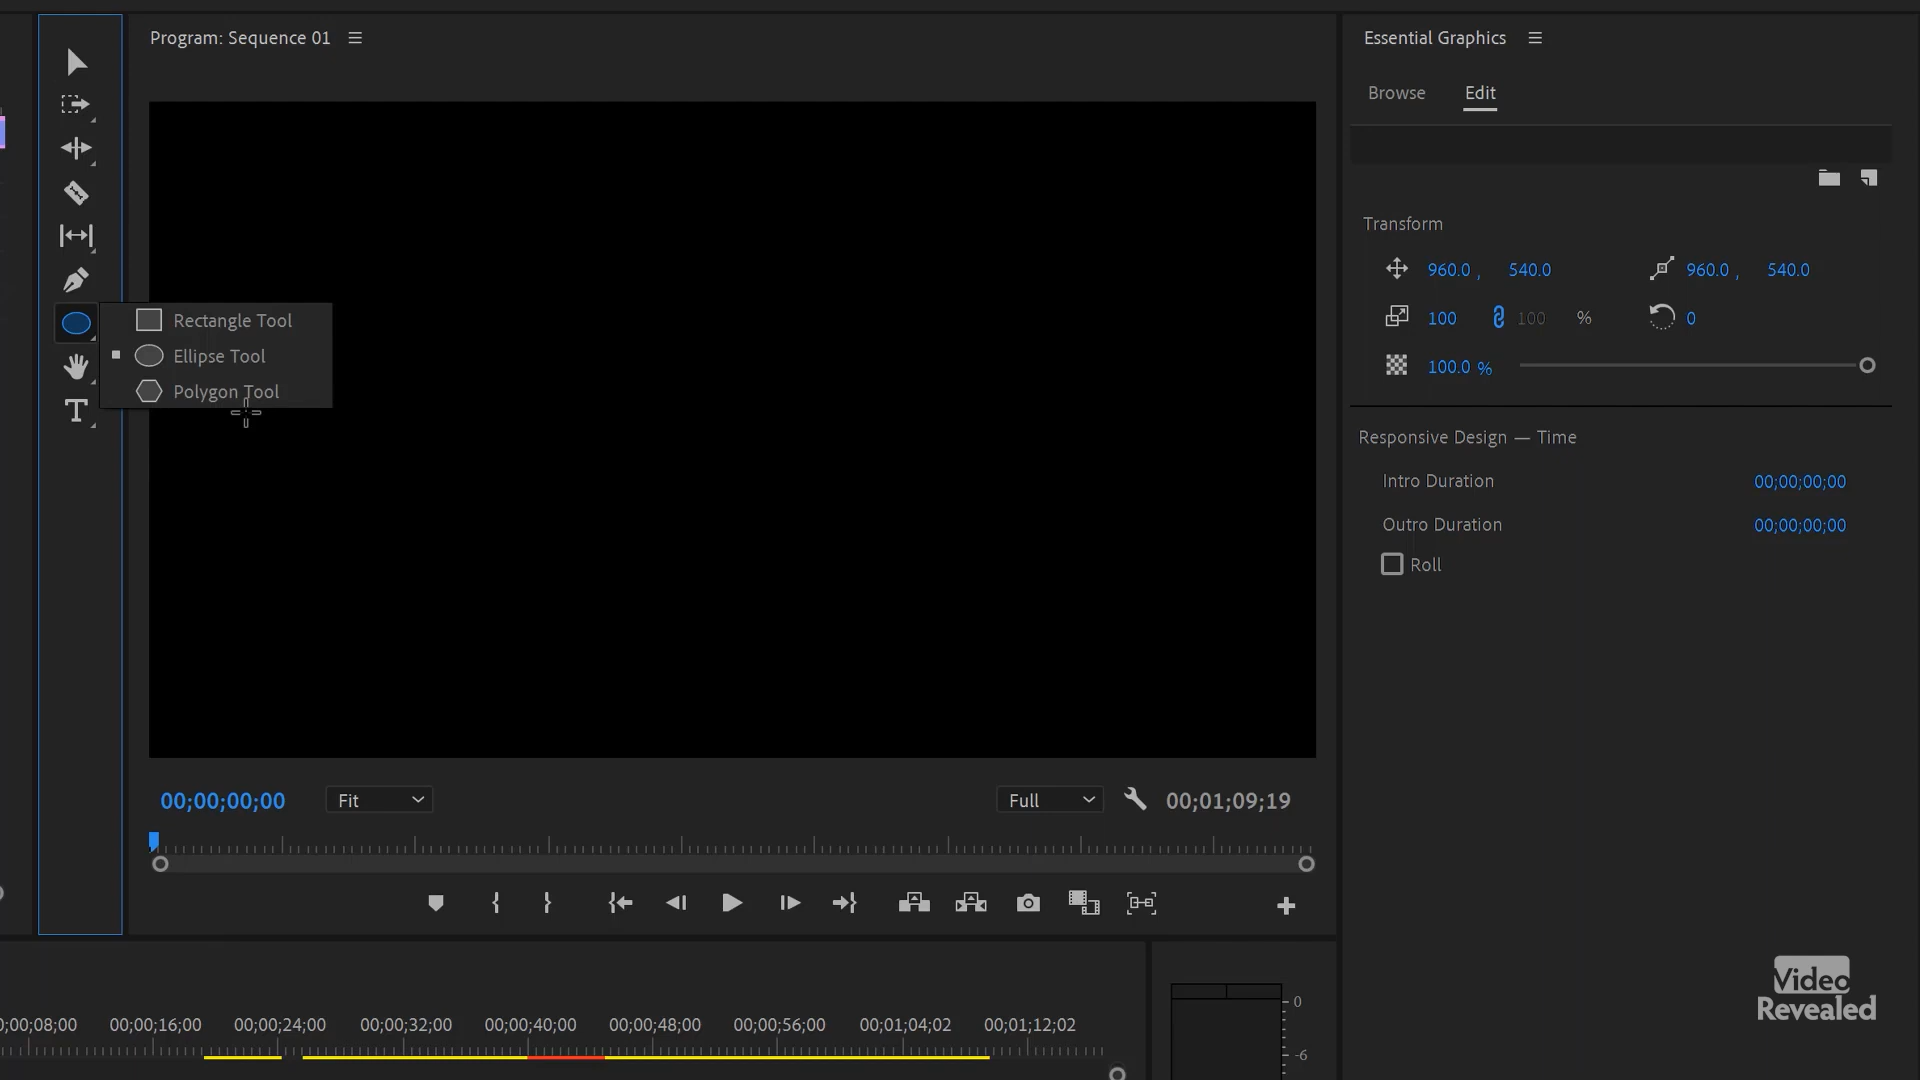 Program: Sequence 01
Essential Graphics
Browse
Edit
Transform
960.0 , 540.0
960.0 , 540.0
100
100
%
0
100.0 %
Rectangle Tool
Ellipse Tool
Polygon Tool
T
Responsive Design — Time
Intro Duration
00;00;00;00
Outro Duration
00;00;00;00
Roll
00;00;00;00
Fit
Full
00;01;09;19
0;00;08;00
00;00;16;00
00;00;24;00
00;00;32;00
00;00;40;00
00;00;48;00
00;00;56;00
00;01;04;02
00;01;12;02
0
-6
Video
Revealed